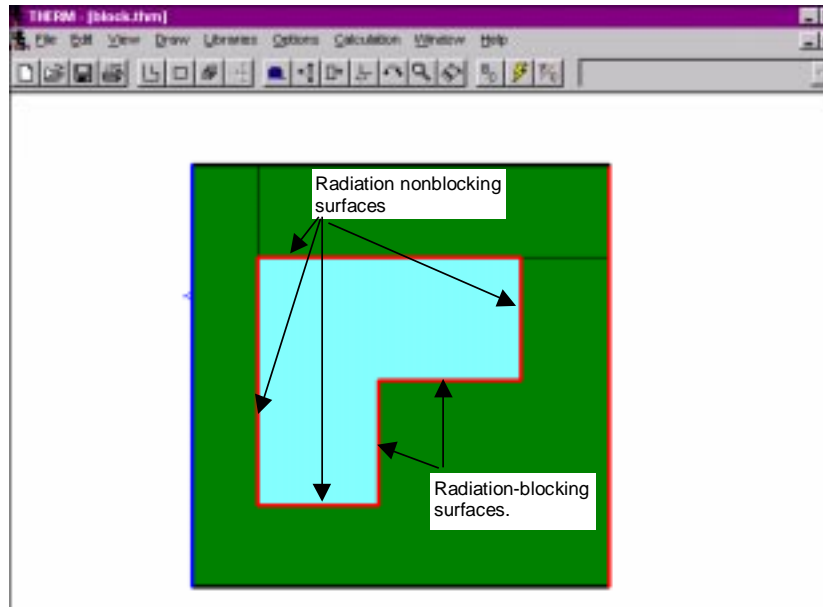 THERM - [block.thm]
File Edit View Draw Libraries Options Calculation Window Help
Radiation nonblocking
surfaces
Radiation-blocking
surfaces.